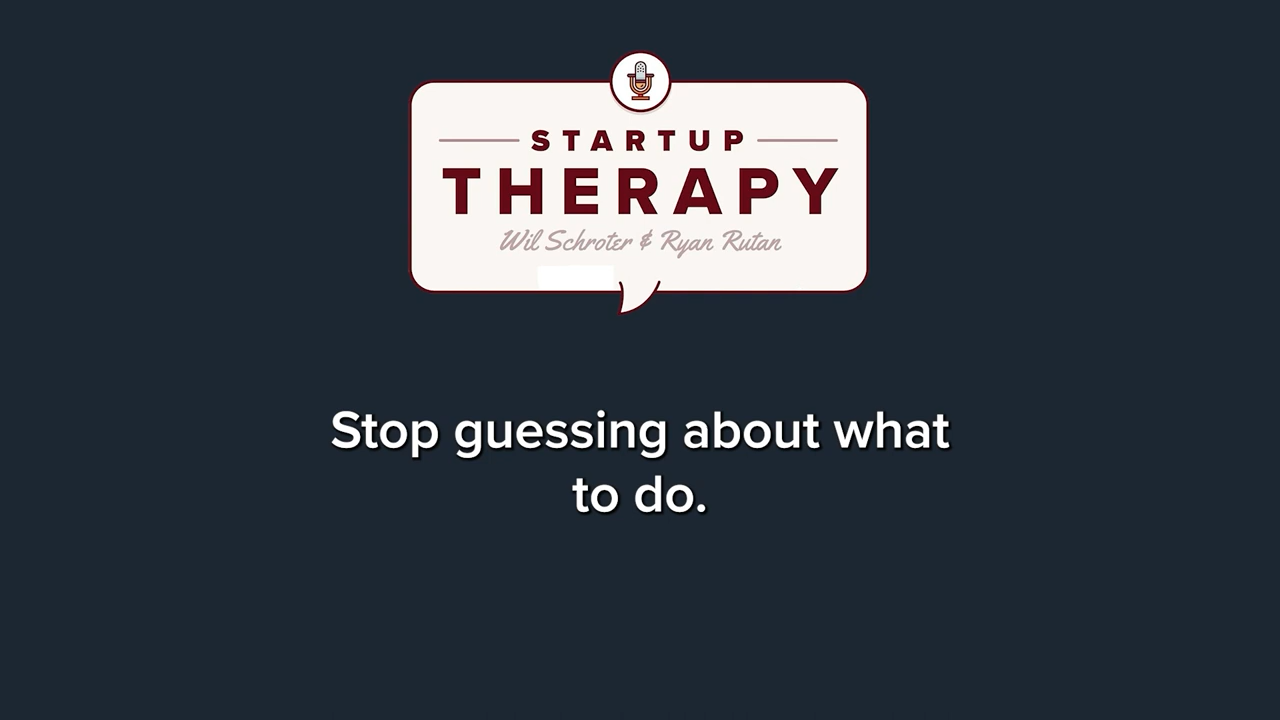 STARTUP
THERAPY
Wil Schroter & Ryan Rutan
Stop guessing about what
to do.